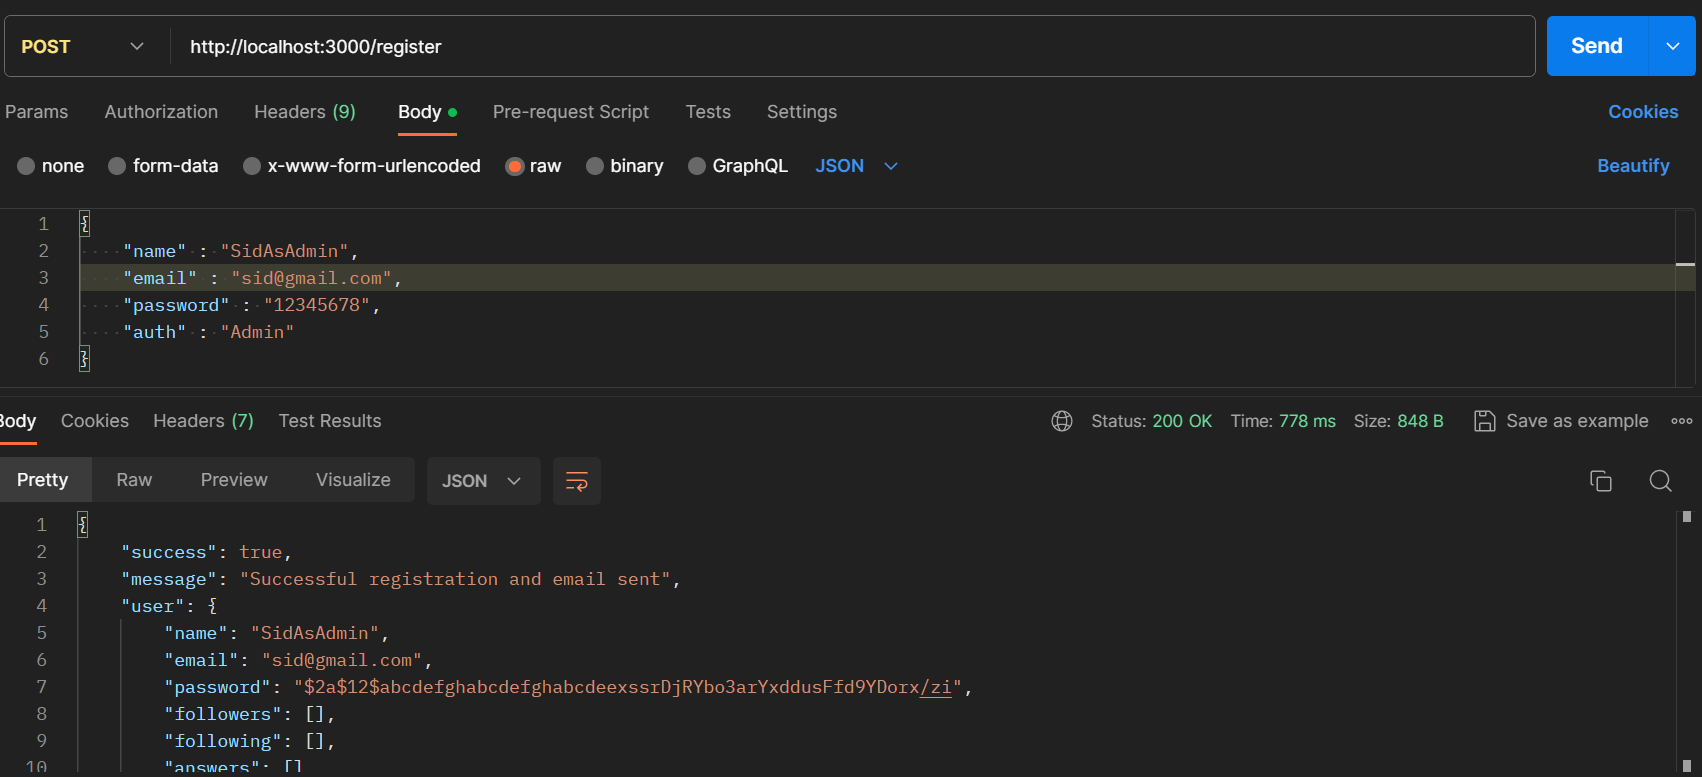 POST http://localhost:3000/register Send
Params Authorization Headers (9) Body Pre-request Script Tests Settings Cookies
none form-data x-www-form-urlencoded raw binary GraphQL JSON Beautify
1 {
2 "name" : "SidAsAdmin",
3 "email" : "sid@gmail.com",
4 "password" : "12345678",
5 "auth" : "Admin"
6 }
Body Cookies Headers (7) Test Results Status: 200 OK Time: 778 ms Size: 848 B Save as example
Pretty Raw Preview Visualize JSON
1 {
2 "success": true,
3 "message": "Successful registration and email sent",
4 "user": {
5 "name": "SidAsAdmin",
6 "email": "sid@gmail.com",
7 "password": "$2a$12$abcdefghabcdefghabcdeexssrDjRYbo3arYxddusFfd9YDorx/zi",
8 "followers": [],
9 "following": [],
10 "answers": []